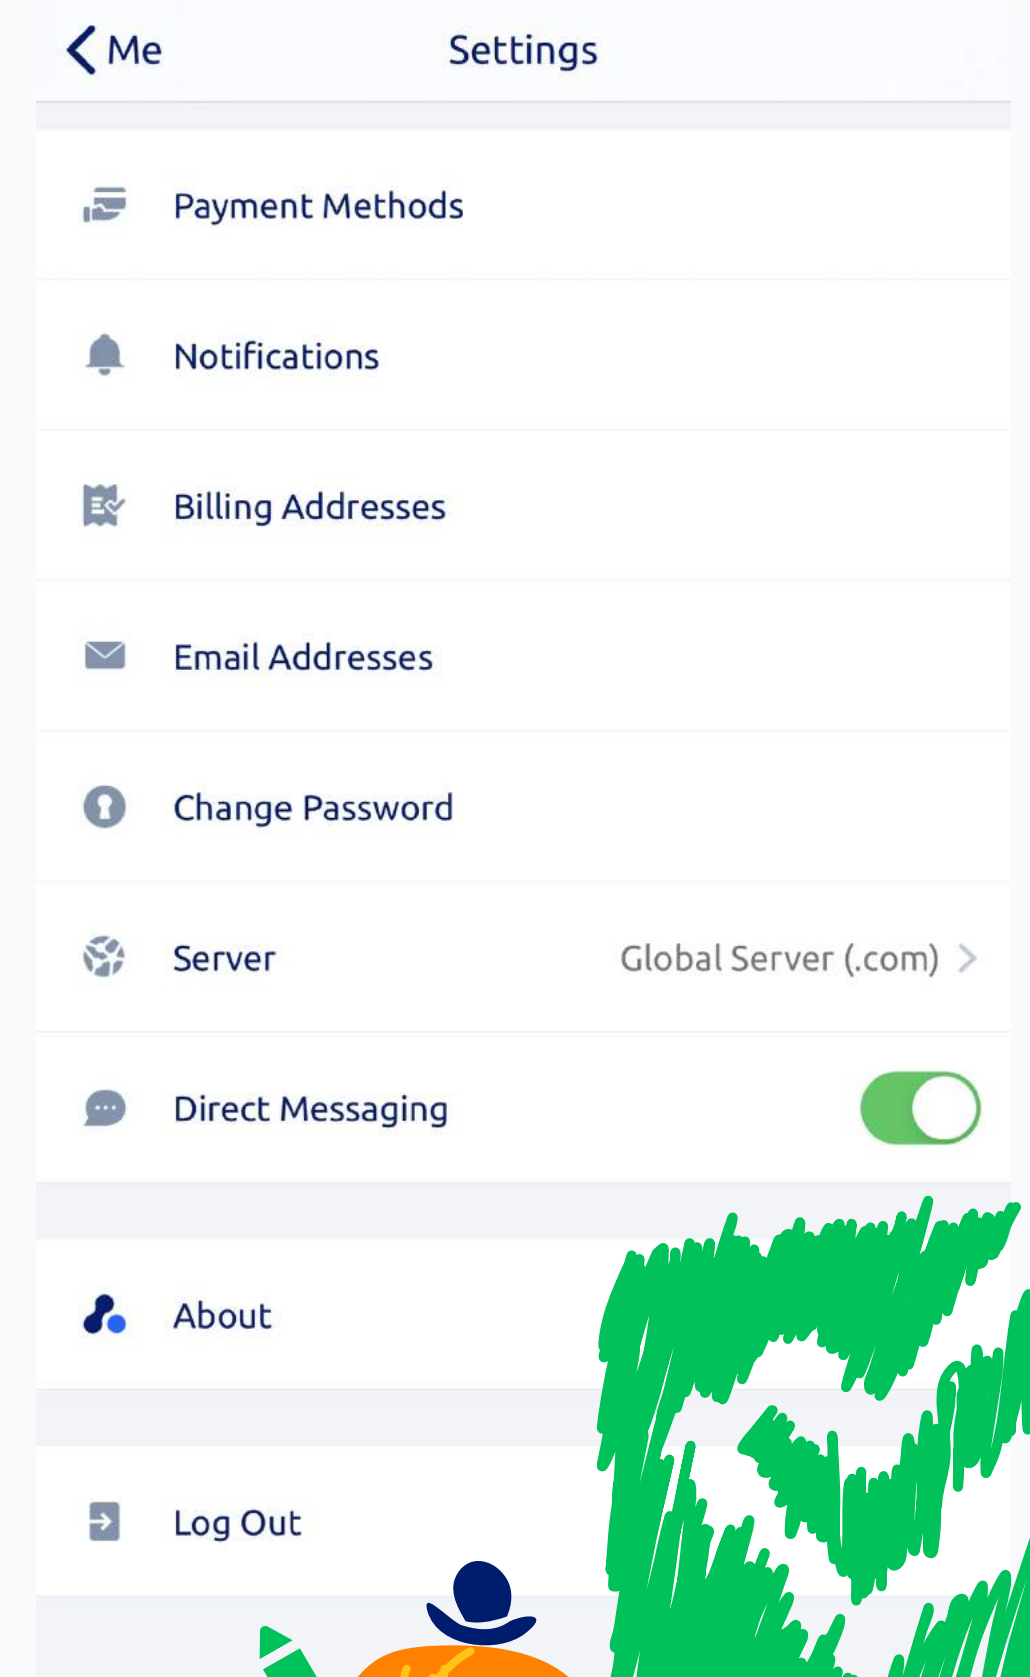 Me
Settings
Payment Methods
Notifications
Billing Addresses
Email Addresses
Change Password
Server Global Server (.com)
Direct Messaging
About
Log Out